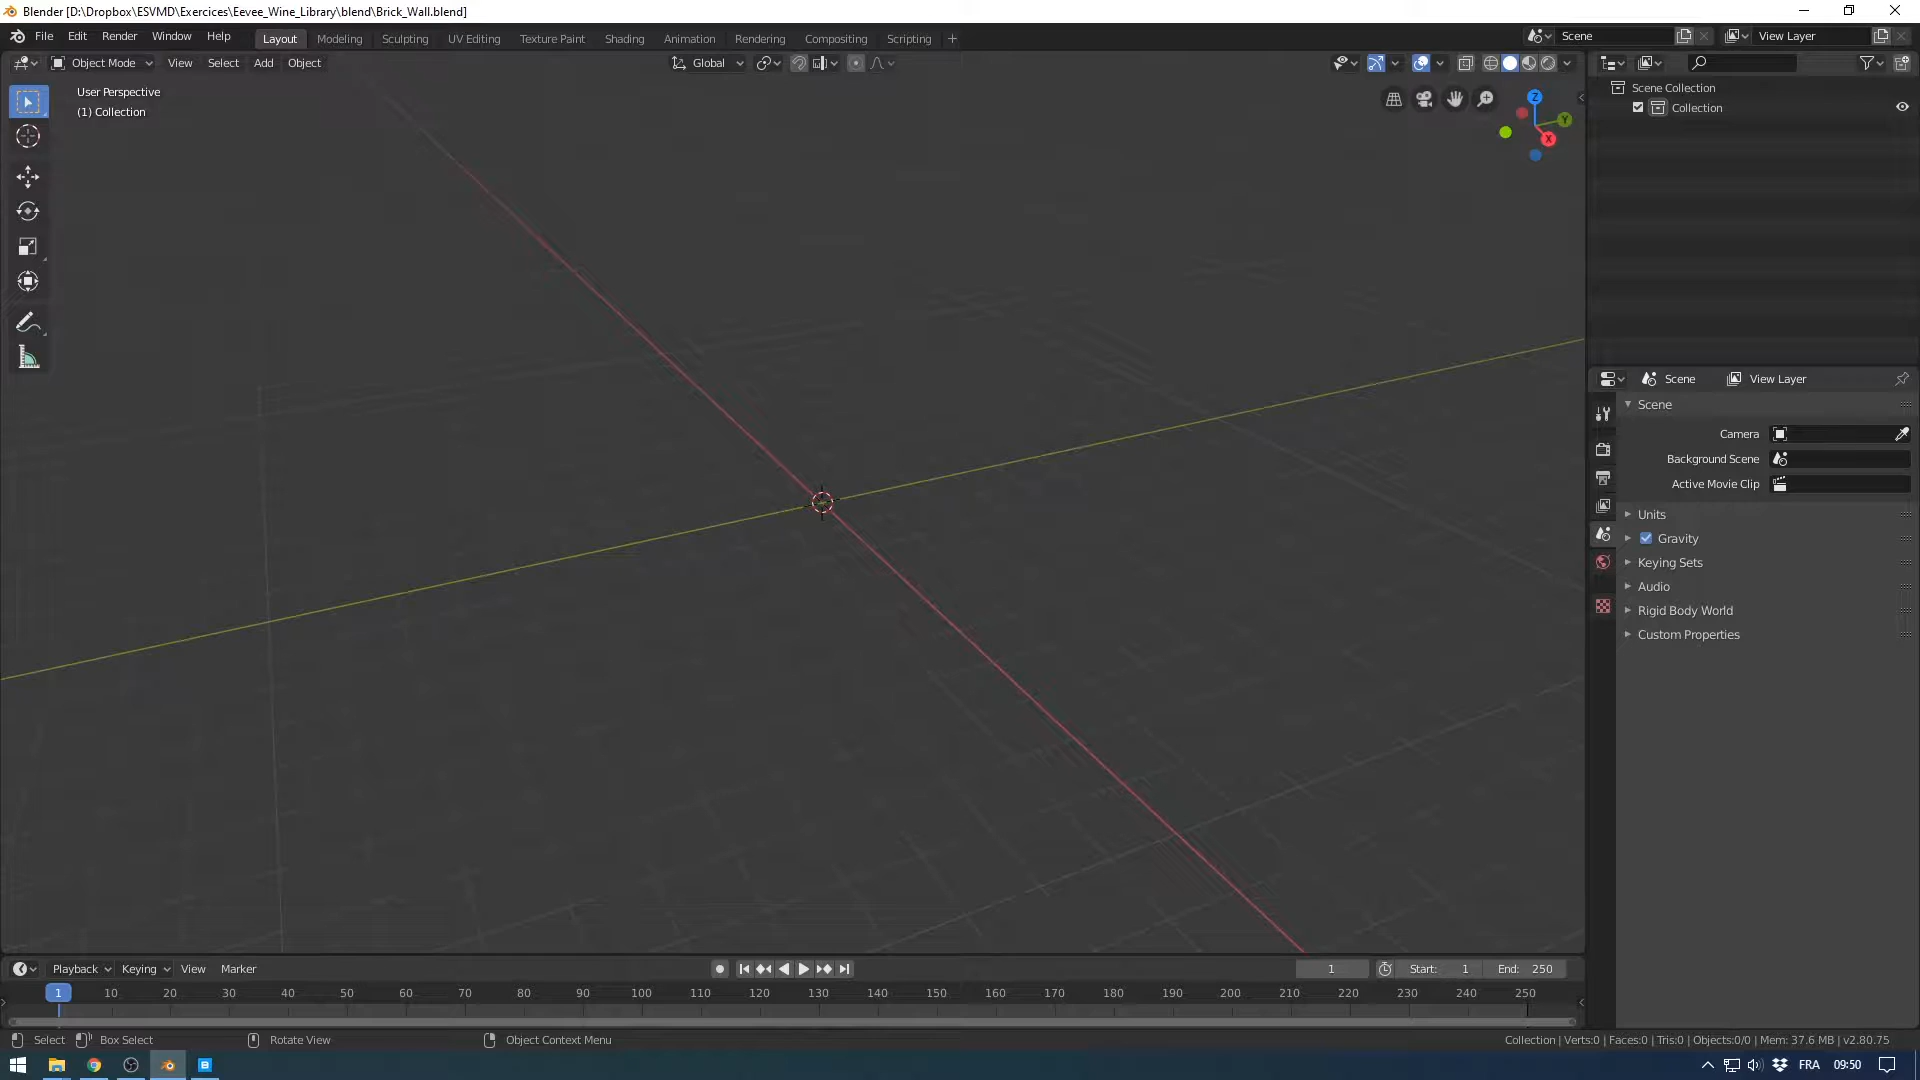 Blender [D:\Dropbox\ESVMD\Exercices\Eevee_Wine_Library\blend\Brick_Wall.blend]
File Edit Render Window Help Layout Modeling Sculpting UV Editing Texture Paint Shading Animation Rendering Compositing Scripting + Scene View Layer
Object Mode View Select Add Object Global
User Perspective
(1) Collection
Z
Y
X
Scene Collection
Collection
Scene View Layer
Scene
Camera
Background Scene
Active Movie Clip
Units
Gravity
Keying Sets
Audio
Rigid Body World
Custom Properties
Playback Keying View Marker 1 Start: 1 End: 250
1 10 20 30 40 50 60 70 80 90 100 110 120 130 140 150 160 170 180 190 200 210 220 230 240 250
Select Box Select Rotate View Object Context Menu Collection | Verts:0 | Faces:0 | Tris:0 | Objects:0/0 | Mem: 37.6 MB | v2.80.75
FRA 09:50